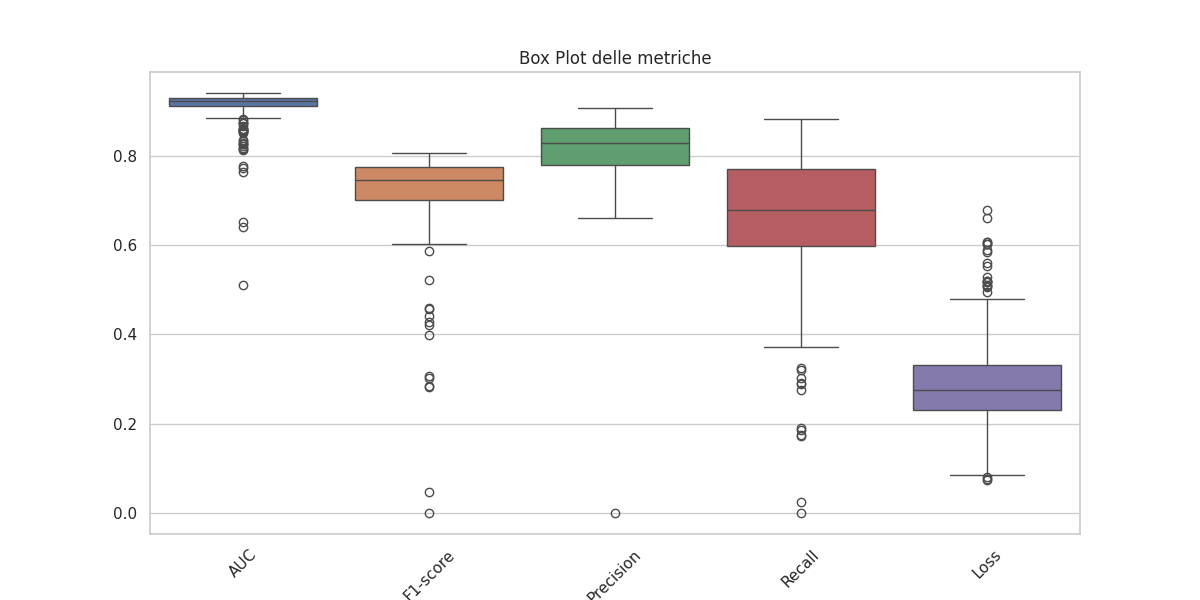 Box Plot delle metriche
0.8
0.6
0.4
0.2
0.0
AUC
F1-score
Precision
Recall
Loss